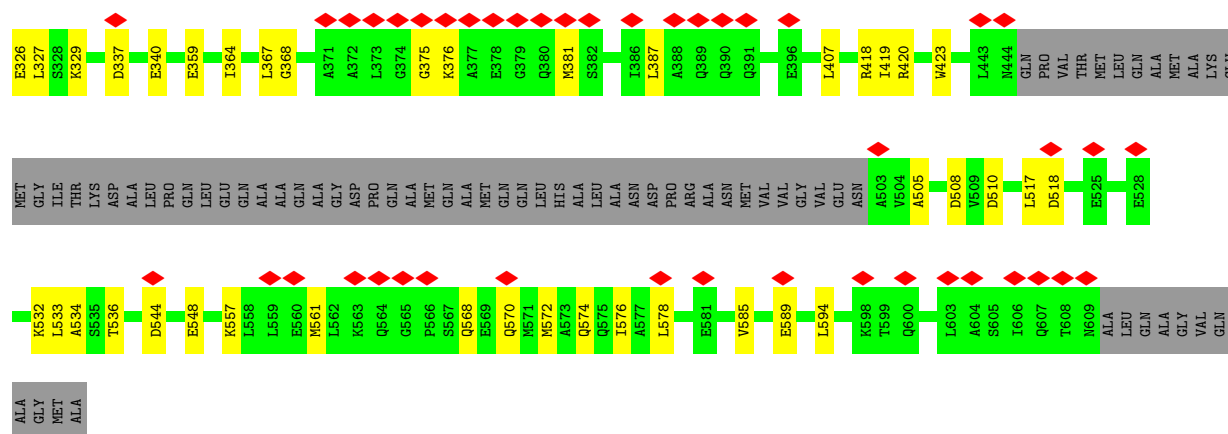 E326 L327 S328 K329 D337 E340 E359 I364 L367 G368 A371 A372 L373 G374 G375 K376 A377 E378 G379 Q380 M381 S382 I386 L387 A388 Q389 Q390 Q391 E396 L407 R418 I419 R420 W423 L443 N444 GLN PRO VAL THR MET LEU GLN ALA MET ALA LYS
MET GLY ILE THR LYS ASP ALA LEU PRO GLN LEU GLU GLN ALA ALA GLN ALA GLY ASP PRO GLN ALA MET GLN ALA MET GLN GLN LEU HIS ALA LEU ALA ASN ASP PRO ARG ALA ASN MET VAL VAL GLY VAL GLU ASN A503 V504 A505 D508 V509 D510 L517 D518 E525 E528
K532 L533 A534 S535 T536 D544 E548 K557 L558 L559 E560 M561 L562 K563 Q564 G565 P566 S567 Q568 E569 Q570 M571 M572 A573 Q574 Q575 I576 A577 L578 E581 V585 E589 L594 K598 T599 Q600 L603 A604 S605 I606 Q607 T608 N609 ALA LEU GLN ALA GLY VAL GLN
ALA GLY MET ALA